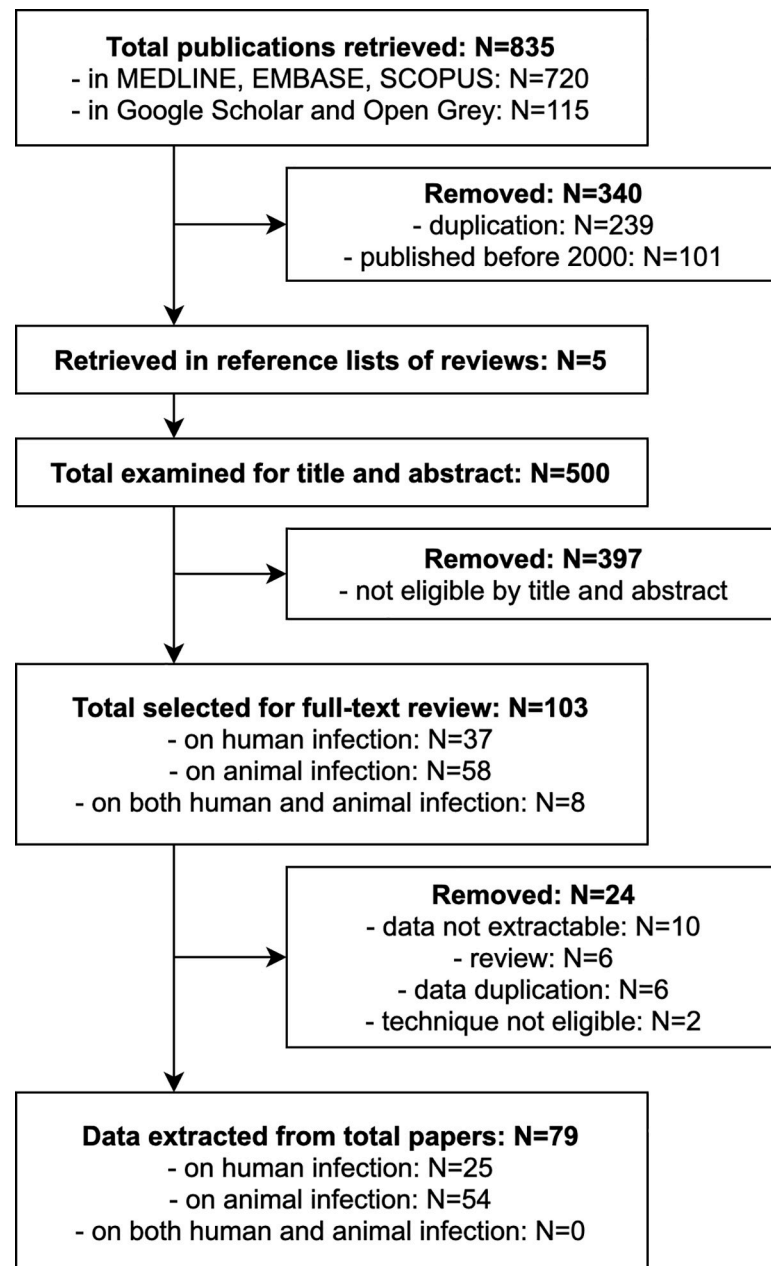 Total publications retrieved: N=835
- in MEDLINE, EMBASE, SCOPUS: N=720
- in Google Scholar and Open Grey: N=115
Removed: N=340
- duplication: N=239
- published before 2000: N=101
Retrieved in reference lists of reviews: N=5
Total examined for title and abstract: N=500
Removed: N=397
- not eligible by title and abstract
Total selected for full-text review: N=103
- on human infection: N=37
- on animal infection: N=58
- on both human and animal infection: N=8
Removed: N=24
- data not extractable: N=10
- review: N=6
- data duplication: N=6
- technique not eligible: N=2
Data extracted from total papers: N=79
- on human infection: N=25
- on animal infection: N=54
- on both human and animal infection: N=0